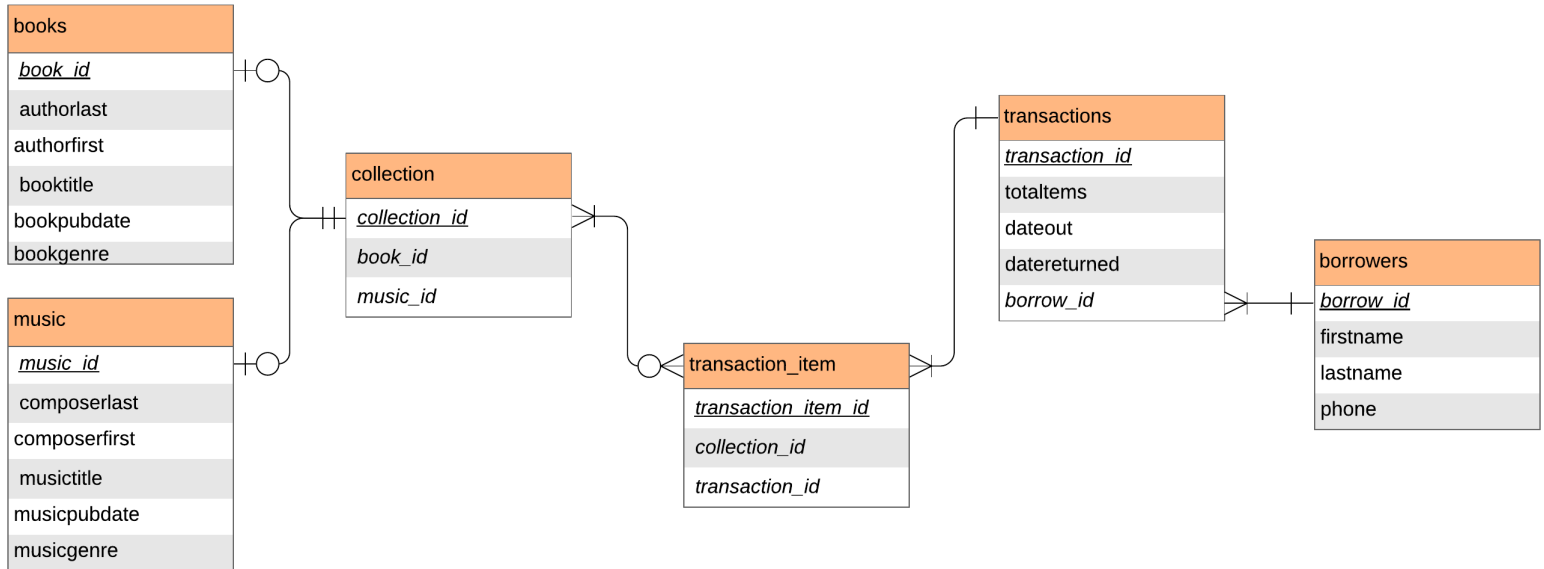 books
book_id
authorlast
authorfirst
booktitle
bookpubdate
bookgenre
music
music_id
composerlast
composerfirst
musictitle
musicpubdate
musicgenre
collection
collection_id
book_id
music_id
transaction_item
transaction_item_id
collection_id
transaction_id
transactions
transaction_id
totaltems
dateout
datereturned
borrow_id
borrowers
borrow_id
firstname
lastname
phone